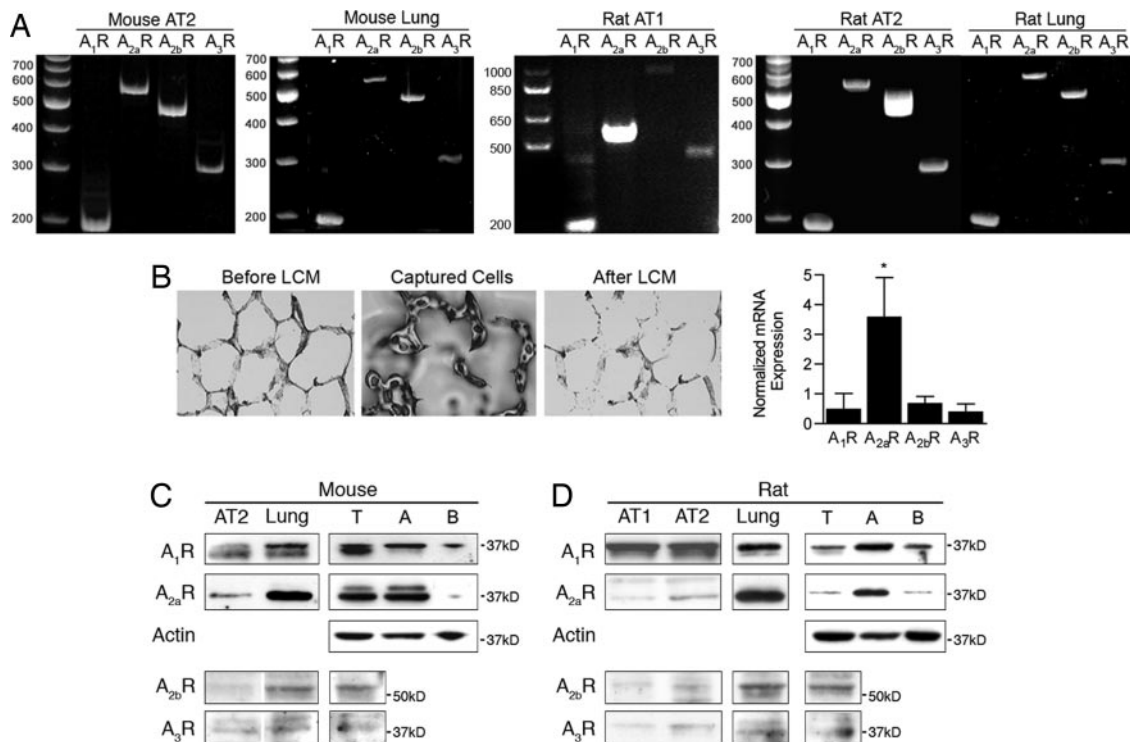 A
Mouse AT2
A1R A2aR A2bR A3R
700
600
500
400
300
200
Mouse Lung
A1R A2aR A2bR A3R
700
600
500
400
300
200
Rat AT1
A1R A2aR A2bR A3R
1000
850
650
500
200
Rat AT2
A1R A2aR A2bR A3R
700
600
500
400
300
200
Rat Lung
A1R A2aR A2bR A3R
B
Before LCM
Captured Cells
After LCM
Normalized mRNA
Expression
5
4
3
2
1
0
*
A1R A2aR A2bR A3R
C
Mouse
AT2 Lung T A B
A1R
-37kD
A2aR
-37kD
Actin
-37kD
A2bR
-50kD
A3R
-37kD
D
Rat
AT1 AT2 Lung T A B
A1R
-37kD
A2aR
-37kD
Actin
-37kD
A2bR
-50kD
A3R
-37kD